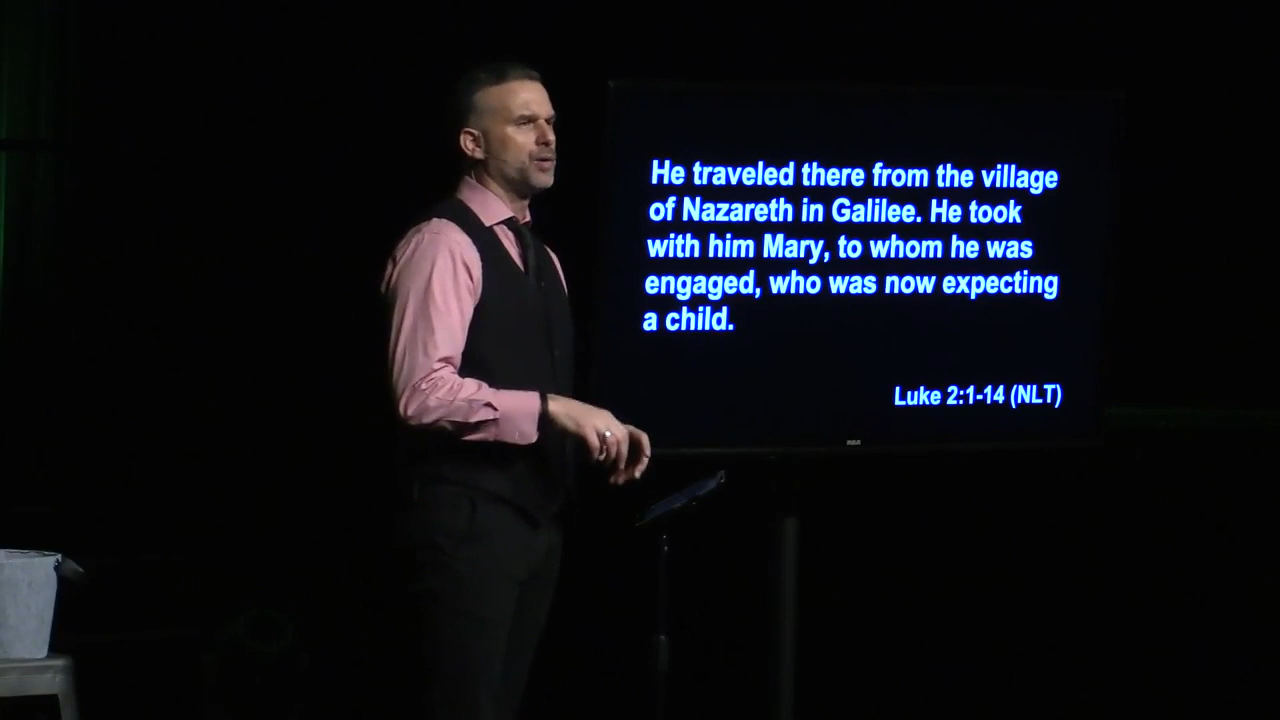 He traveled there from the village
of Nazareth in Galilee. He took
with him Mary, to whom he was
engaged, who was now expecting
a child.
Luke 2:1-14 (NLT)
RCA